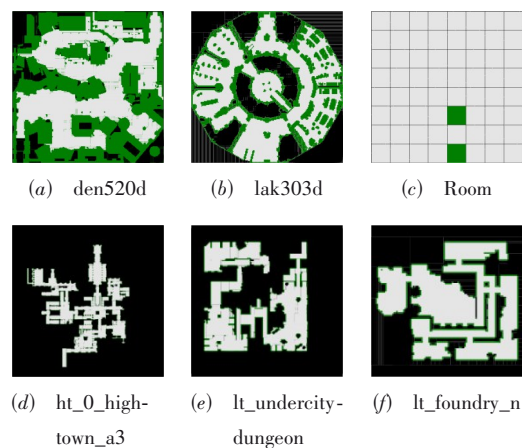 (a) den520d
(b) lak303d
(c) Room
(d) ht_0_high-
town_a3
(e) lt_undercity-
dungeon
(f) lt_foundry_n